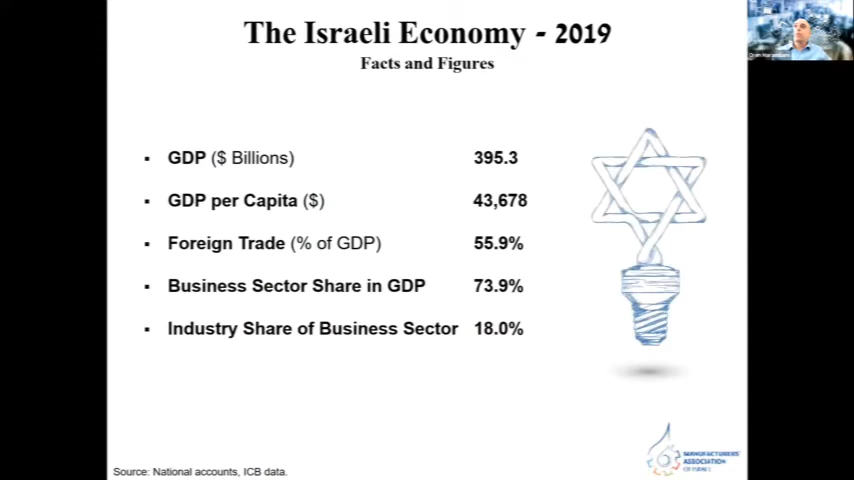 The Israeli Economy - 2019
Facts and Figures
▪ GDP ($ Billions) 395.3
▪ GDP per Capita ($) 43,678
▪ Foreign Trade (% of GDP) 55.9%
▪ Business Sector Share in GDP 73.9%
▪ Industry Share of Business Sector 18.0%
Source: National accounts, ICB data.
MANUFACTURERS'
ASSOCIATION
OF ISRAEL